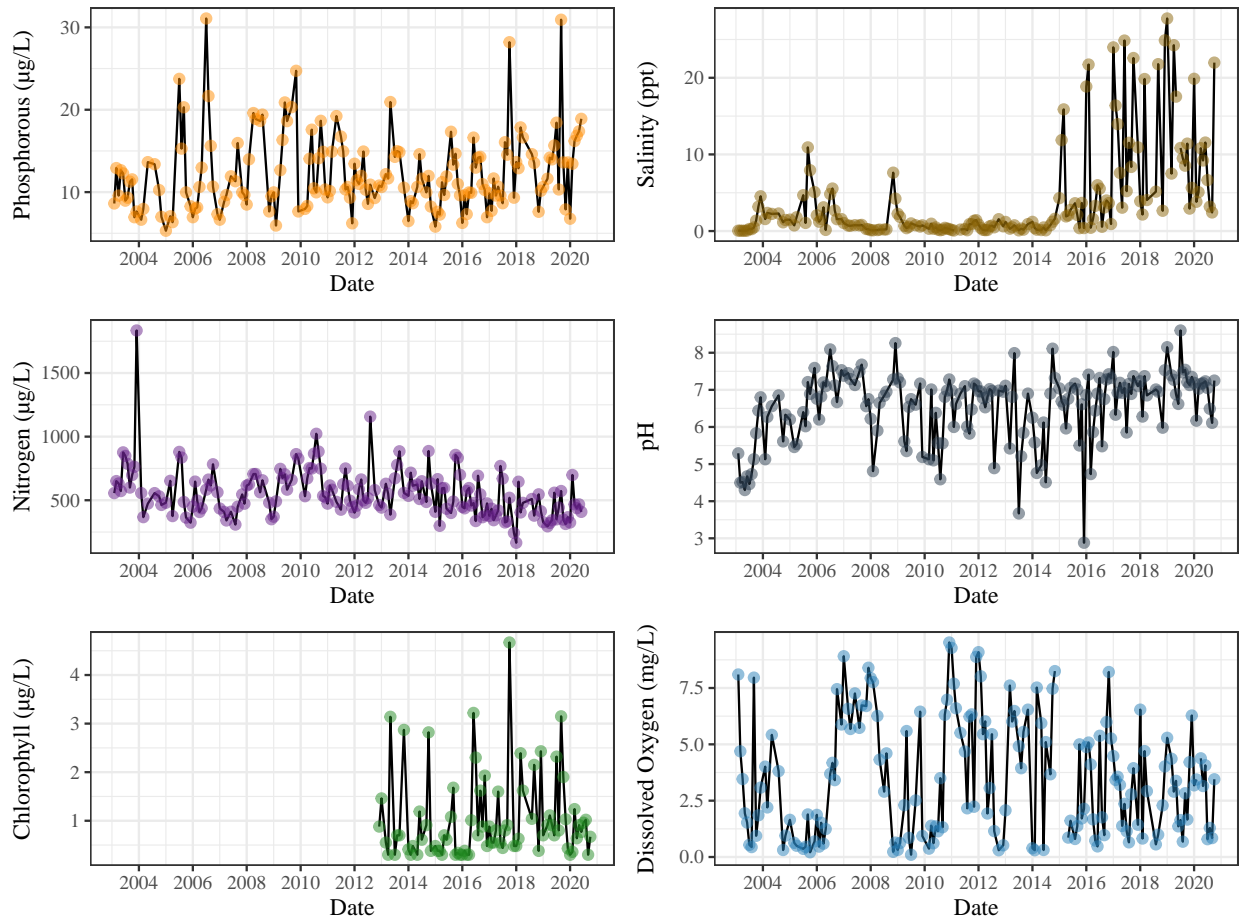 Phosphorous (μg/L)
30
20
10
2004 2006 2008 2010 2012 2014 2016 2018 2020
Date
Salinity (ppt)
20
10
0
2004 2006 2008 2010 2012 2014 2016 2018 2020
Date
Nitrogen (μg/L)
1500
1000
500
2004 2006 2008 2010 2012 2014 2016 2018 2020
Date
pH
8
7
6
5
4
3
2004 2006 2008 2010 2012 2014 2016 2018 2020
Date
Chlorophyll (μg/L)
4
3
2
1
2004 2006 2008 2010 2012 2014 2016 2018 2020
Date
Dissolved Oxygen (mg/L)
7.5
5.0
2.5
0.0
2004 2006 2008 2010 2012 2014 2016 2018 2020
Date